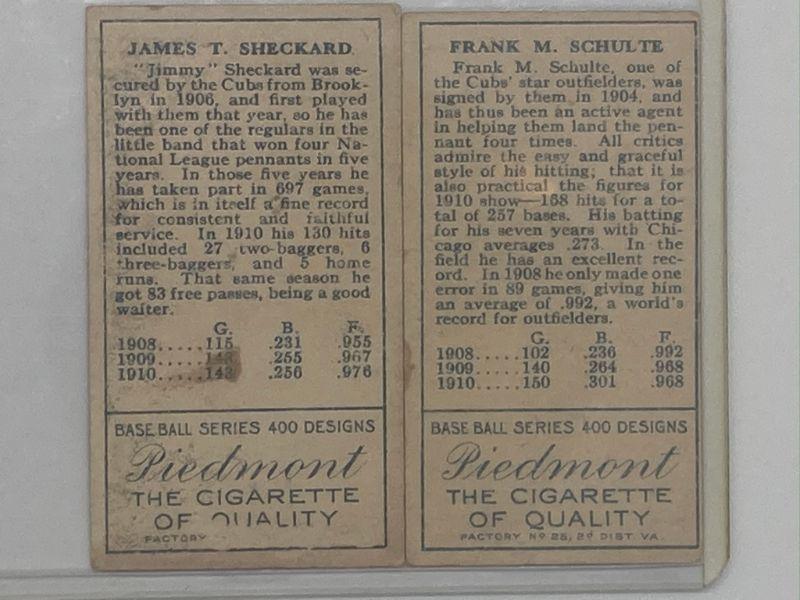 JAMES T. SHECKARD
"Jimmy" Sheckard was se-
cured by the Cubs from Brook-
lyn in 1906, and first played
with them that year, so he has
been one of the regulars in the
little band that won four Na-
tional League pennants in five
years. In those five years he
has taken part in 697 games,
which is in itself a fine record
for consistent and faithful
service. In 1910 his 130 hits
included 27 two-baggers, 6
three-baggers, and 5 home
runs. That same season he
got 83 free passes, being a good
waiter.
G. B. F.
1908.....115 .231 .955
1909.....148 .255 .967
1910.....143 .256 .976
BASE BALL SERIES 400 DESIGNS
Piedmont
THE CIGARETTE
OF QUALITY
FACTORY
FRANK M. SCHULTE
Frank M. Schulte, one of
the Cubs' star outfielders, was
signed by them in 1904, and
has thus been an active agent
in helping them land the pen-
nant four times. All critics
admire the easy and graceful
style of his hitting; that it is
also practical the figures for
1910 show—168 hits for a to-
tal of 257 bases. His batting
for his seven years with Chi-
cago averages .273. In the
field he has an excellent rec-
ord. In 1908 he only made one
error in 89 games, giving him
an average of .992, a world's
record for outfielders.
G. B. F.
1908.....102 .236 .992
1909.....140 .264 .968
1910.....150 .301 .968
BASE BALL SERIES 400 DESIGNS
Piedmont
THE CIGARETTE
OF QUALITY
FACTORY Nº 25, 2ᴰ DIST. VA.